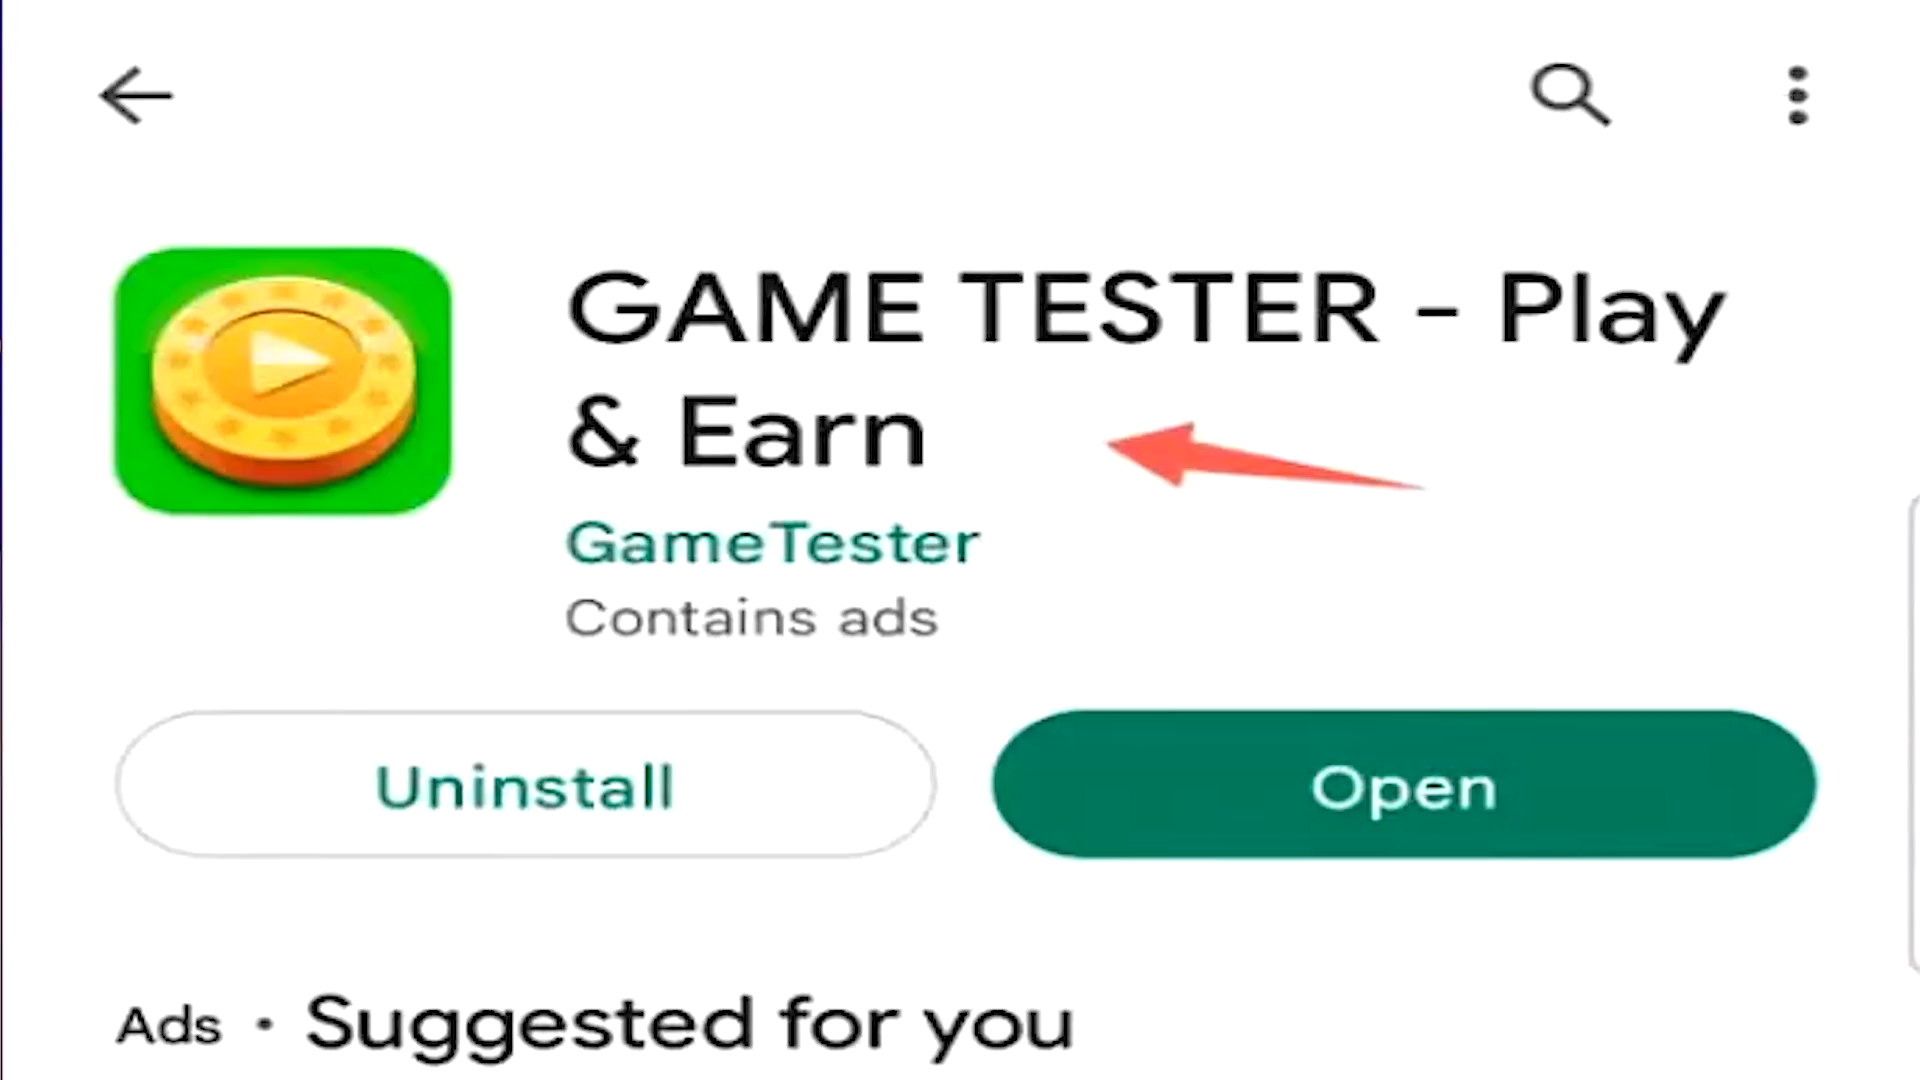 GAME TESTER - Play
& Earn
GameTester
Contains ads
Uninstall
Open
Ads · Suggested for you